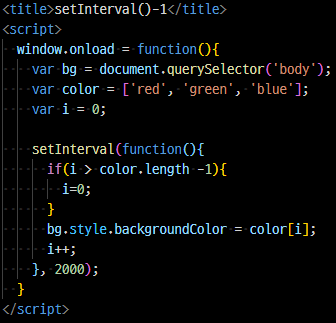 <title>setInterval()-1</title>
<script>
window.onload = function(){
var bg = document.querySelector('body');
var color = ['red', 'green', 'blue'];
var i = 0;
setInterval(function(){
if(i > color.length -1){
i=0;
}
bg.style.backgroundColor = color[i];
i++;
}, 2000);
}
</script>